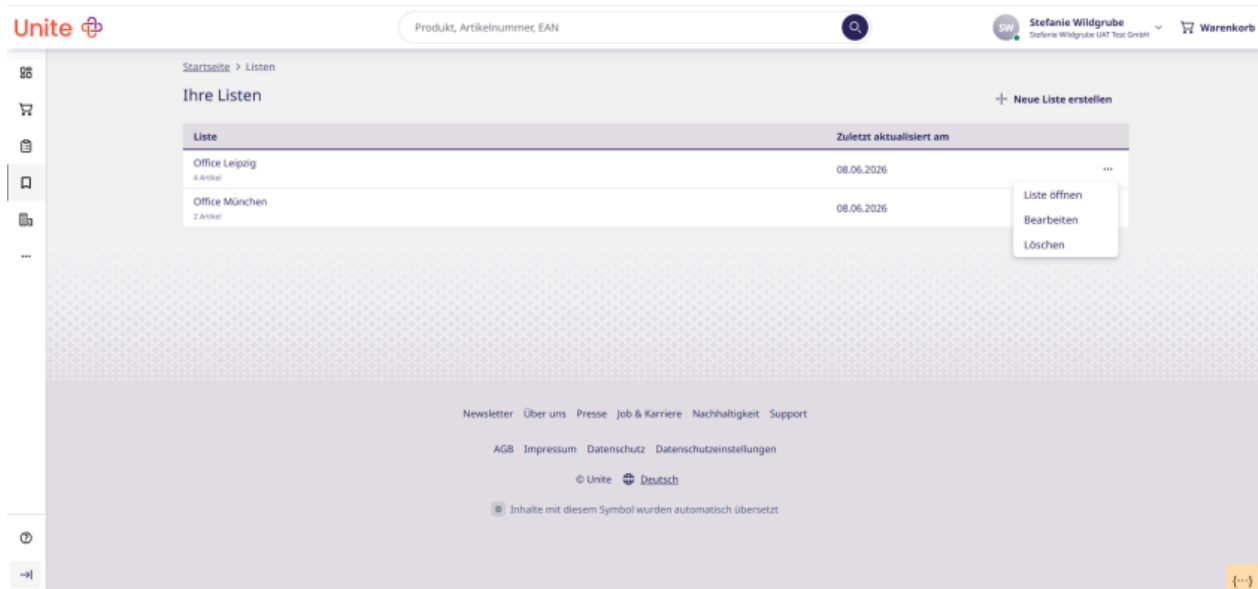 Unite
Produkt, Artikelnummer, EAN
SW
Stefanie Wildgrube
Stefanie Wildgrube UAT Test GmbH
Warenkorb
Startseite > Listen
Ihre Listen
+ Neue Liste erstellen
Liste Zuletzt aktualisiert am
Office Leipzig
4 Artikel
08.06.2026
...
Office München
2 Artikel
08.06.2026
Liste öffnen
Bearbeiten
Löschen
...
Newsletter Über uns Presse Job & Karriere Nachhaltigkeit Support
AGB Impressum Datenschutz Datenschutzeinstellungen
© Unite Deutsch
Inhalte mit diesem Symbol wurden automatisch übersetzt
{...}